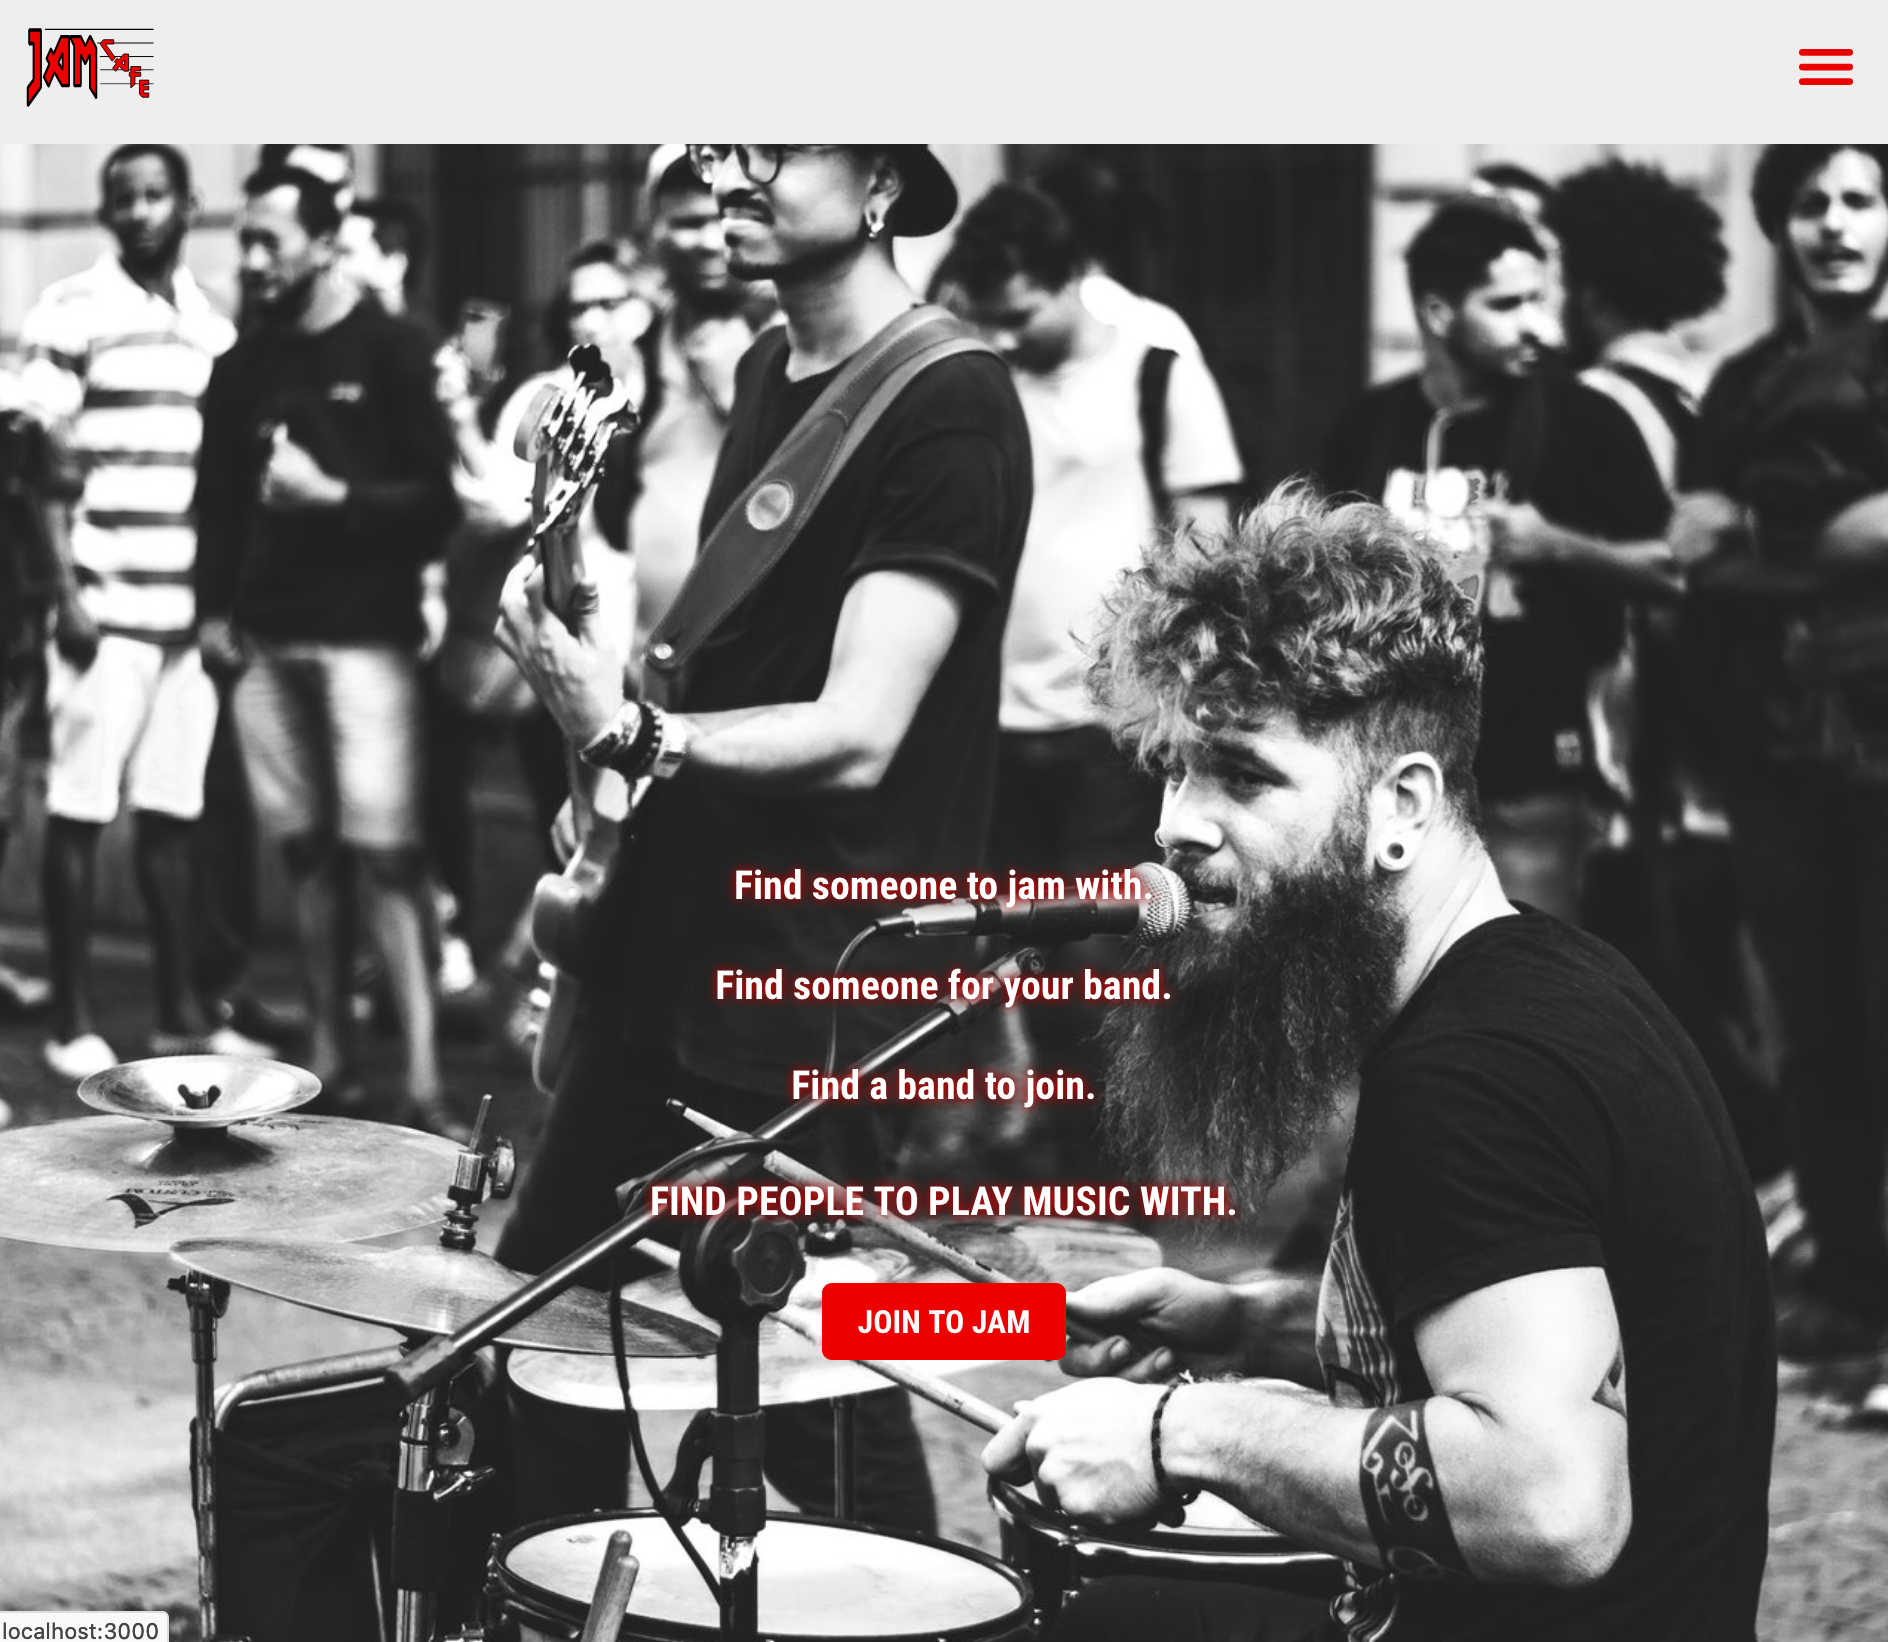 JAM CAFE
Find someone to jam with.
Find someone for your band.
Find a band to join.
FIND PEOPLE TO PLAY MUSIC WITH.
JOIN TO JAM
localhost:3000